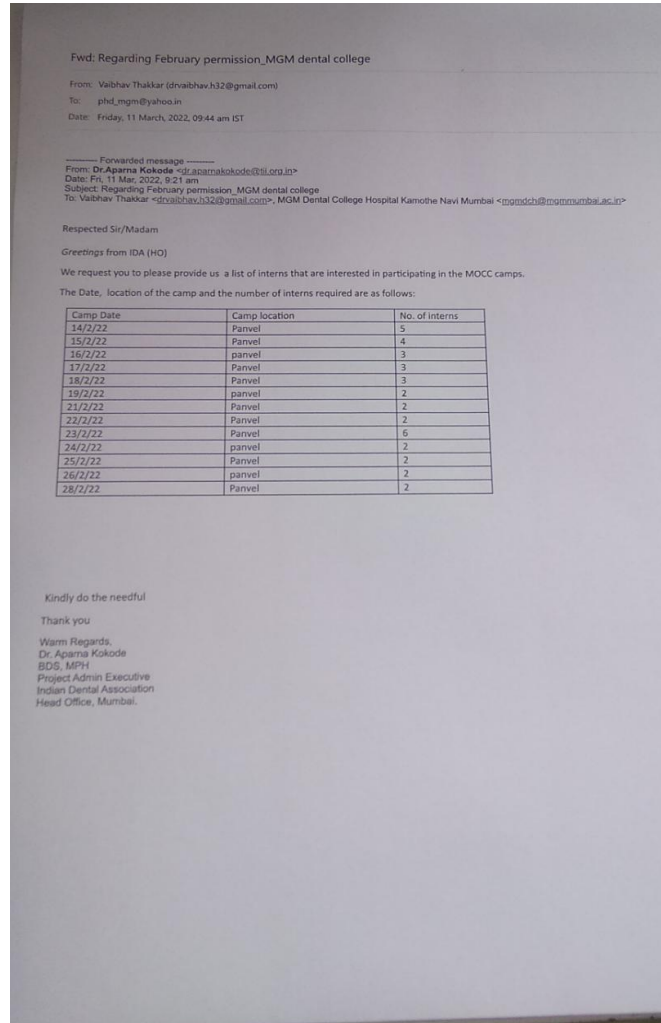 Fwd: Regarding February permission_MGM dental college
From: Vaibhav Thakkar (drvaibhav.h32@gmail.com)
To: phd_mgm@yahoo.in
Date: Friday, 11 March, 2022, 09:44 am IST
---------- Forwarded message ---------
From: Dr.Aparna Kokode <dr.aparnakokode@tii.org.in>
Date: Fri, 11 Mar, 2022, 9:21 am
Subject: Regarding February permission_MGM dental college
To: Vaibhav Thakkar <drvaibhav.h32@gmail.com>, MGM Dental College Hospital Kamothe Navi Mumbai <mgmdch@mgmmumbai.ac.in>
Respected Sir/Madam
Greetings from IDA (HO)
We request you to please provide us a list of interns that are interested in participating in the MOCC camps.
The Date, location of the camp and the number of interns required are as follows:
Camp Date Camp location No. of interns
14/2/22 Panvel 5
15/2/22 Panvel 4
16/2/22 panvel 3
17/2/22 Panvel 3
18/2/22 Panvel 3
19/2/22 panvel 2
21/2/22 Panvel 2
22/2/22 Panvel 2
23/2/22 Panvel 6
24/2/22 panvel 2
25/2/22 Panvel 2
26/2/22 panvel 2
28/2/22 Panvel 2
Kindly do the needful
Thank you
Warm Regards,
Dr. Aparna Kokode
BDS, MPH
Project Admin Executive
Indian Dental Association
Head Office, Mumbai.